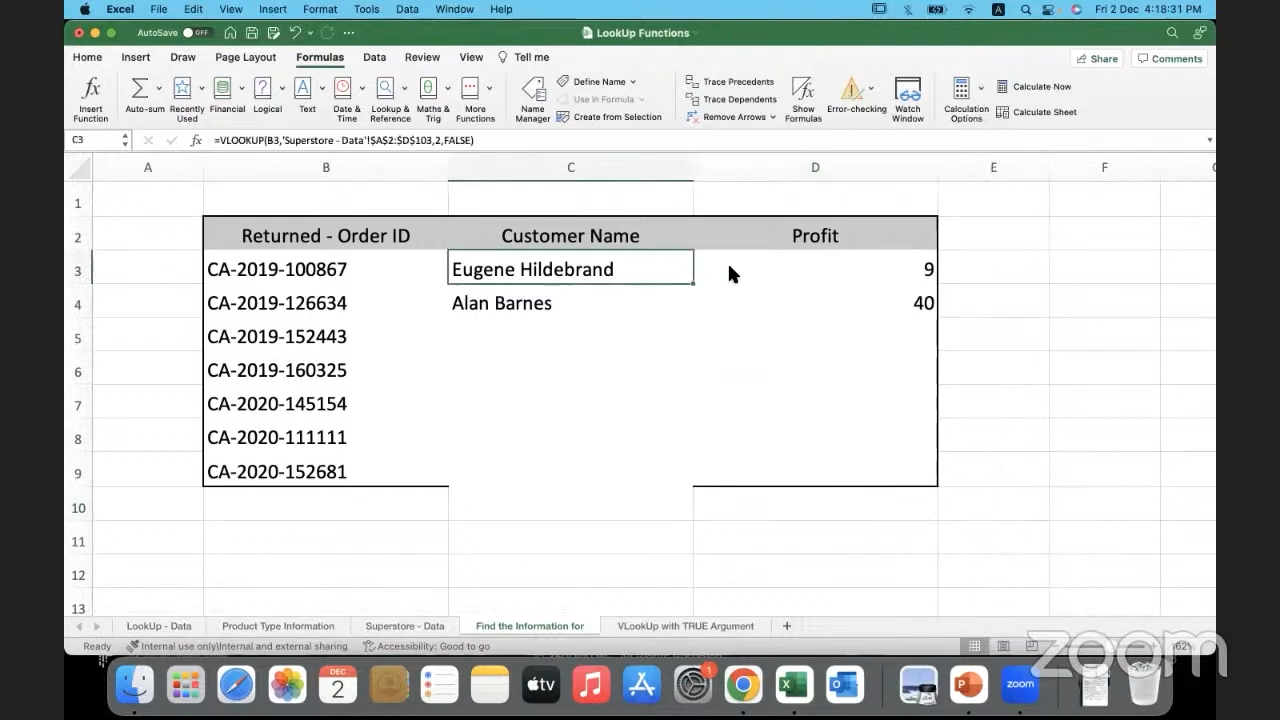 Excel File Edit View Insert Format Tools Data Window Help A Fri 2 Dec 4:18:31 PM
AutoSave OFF LookUp Functions
Home Insert Draw Page Layout Formulas Data Review View Tell me Share Comments
Insert Function
Auto-sum
Recently Used
Financial
Logical
Text
Date & Time
Lookup & Reference
Maths & Trig
More Functions
Name Manager
Define Name
Use in Formula
Create from Selection
Trace Precedents
Trace Dependents
Remove Arrows
Show Formulas
Error-checking
Watch Window
Calculation Options
Calculate Now
Calculate Sheet
C3 fx =VLOOKUP(B3,'Superstore - Data'!$A$2:$D$103,2,FALSE)
A B C D E F
1
2 Returned - Order ID Customer Name Profit
3 CA-2019-100867 Eugene Hildebrand 9
4 CA-2019-126634 Alan Barnes 40
5 CA-2019-152443
6 CA-2019-160325
7 CA-2020-145154
8 CA-2020-111111
9 CA-2020-152681
10
11
12
13
LookUp - Data Product Type Information Superstore - Data Find the Information for VLookUp with TRUE Argument +
Ready Internal use only\Internal and external sharing Accessibility: Good to go
zoom
DEC 2
tv
1
zoom